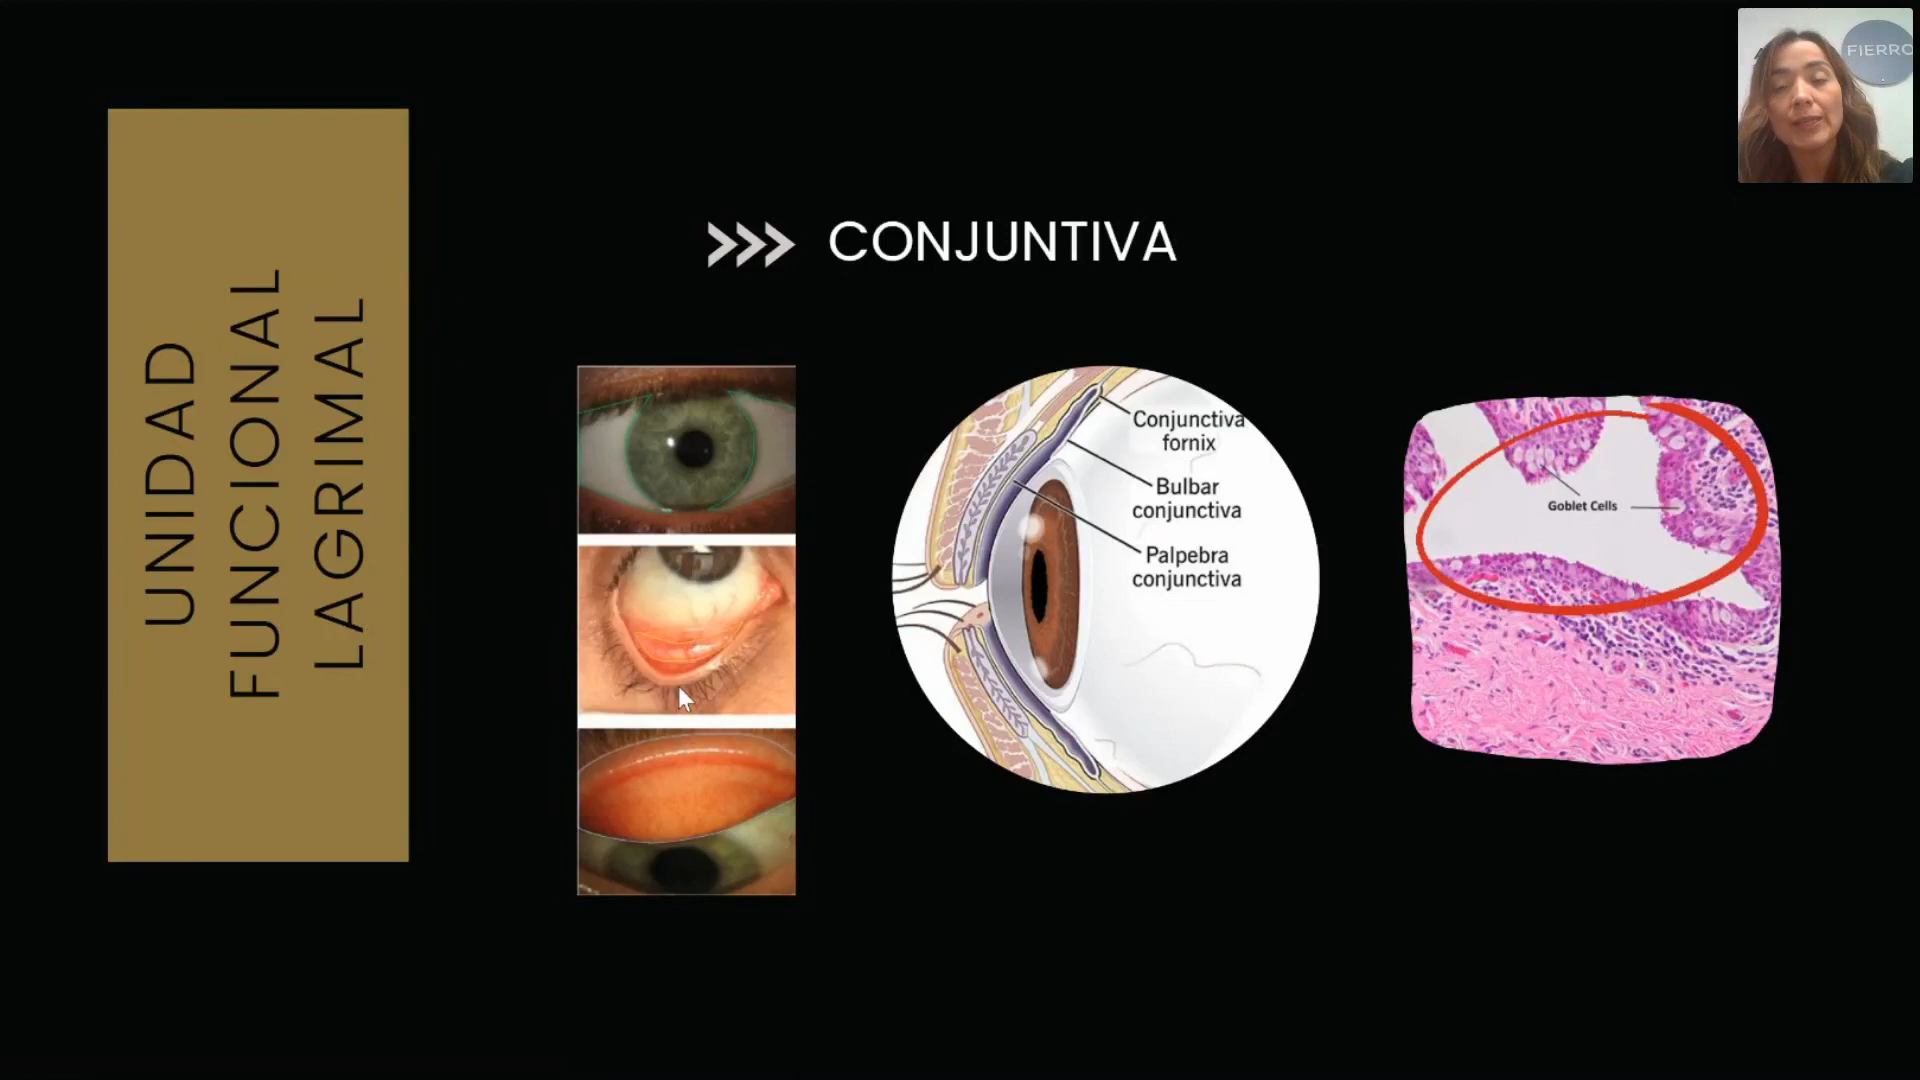 UNIDAD
FUNCIONAL
LAGRIMAL
CONJUNTIVA
Conjunctiva
fornix
Bulbar
conjunctiva
Palpebra
conjunctiva
Goblet Cells
FIERRO